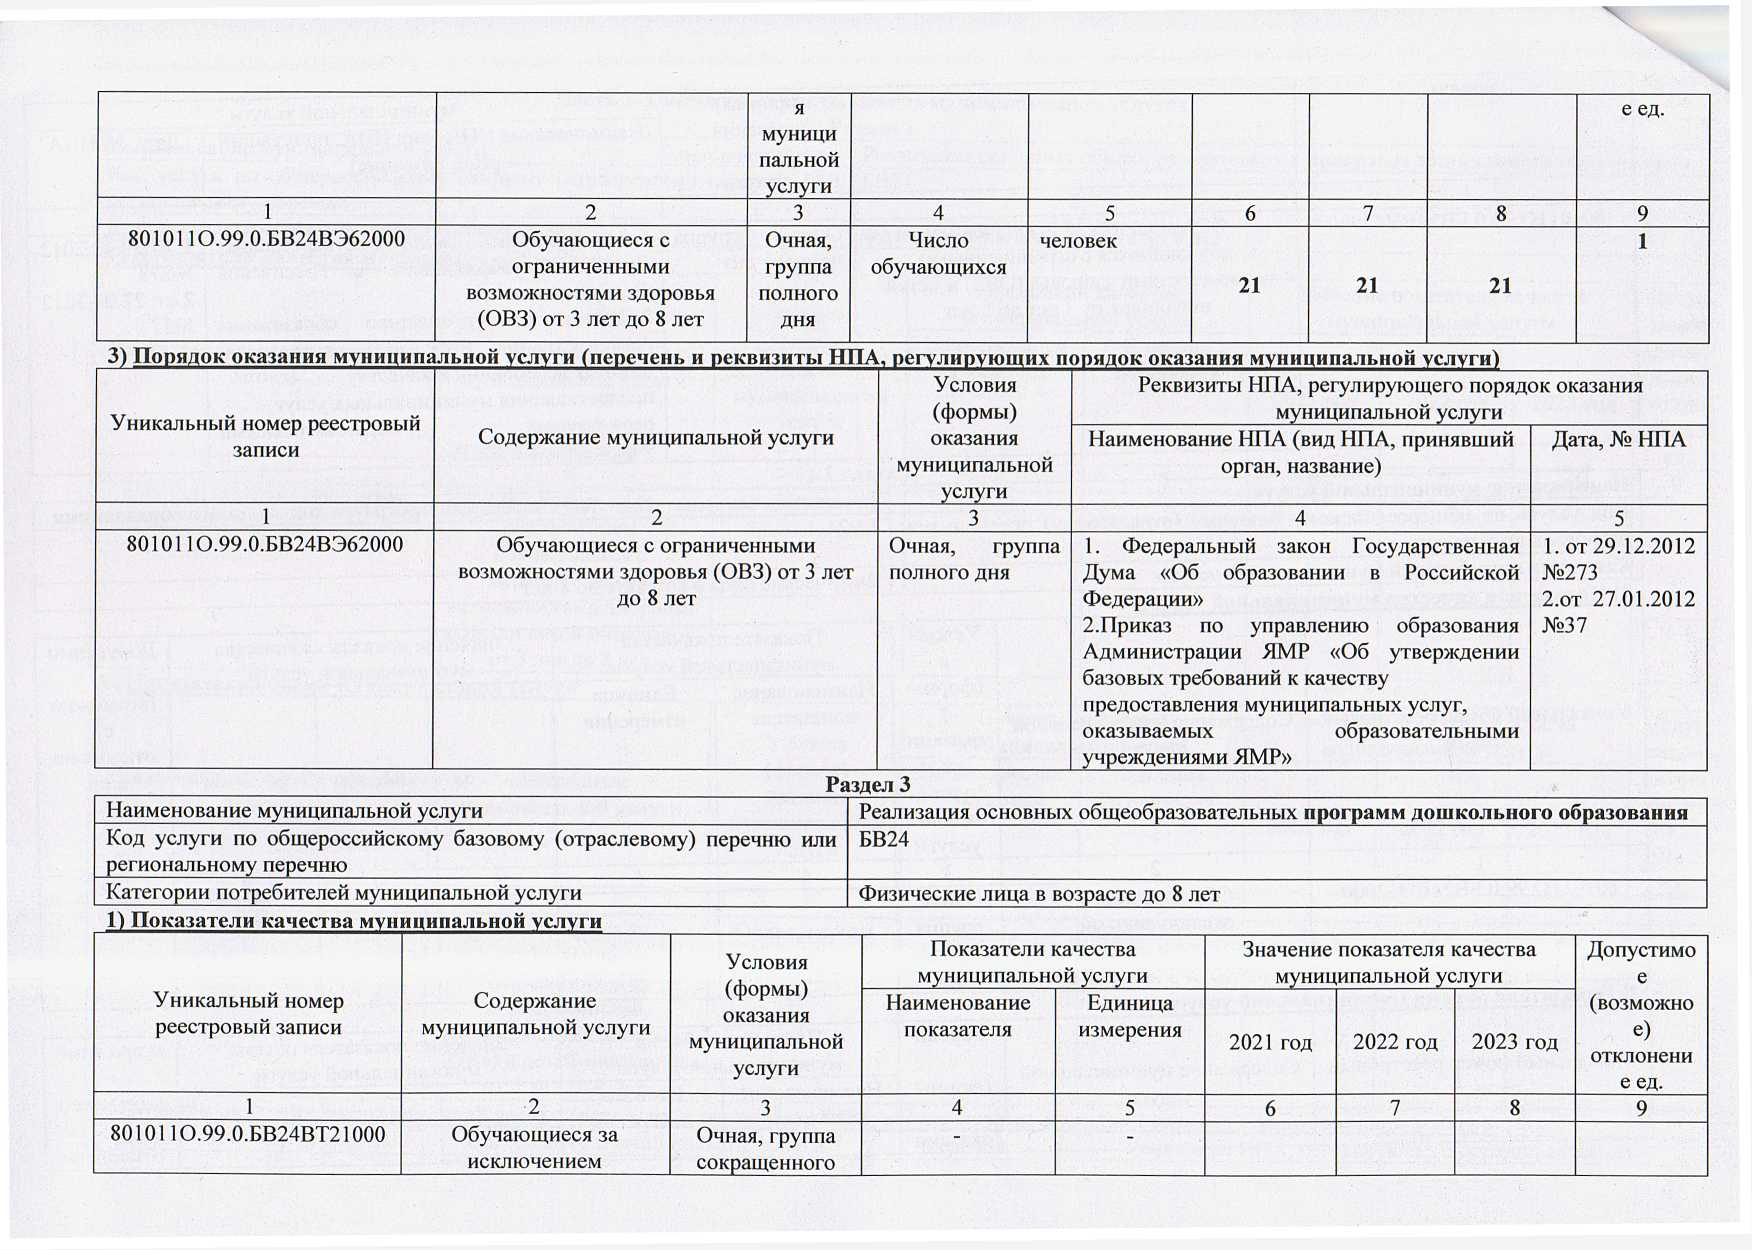 я
муници
пальной
услуги
е ед.
1 2 3 4 5 6 7 8 9
801011О.99.0.БВ24ВЭ62000
Обучающиеся с
ограниченными
возможностями здоровья
(ОВЗ) от 3 лет до 8 лет
Очная,
группа
полного
дня
Число
обучающихся
человек
21
21
21
1
3) Порядок оказания муниципальной услуги (перечень и реквизиты НПА, регулирующих порядок оказания муниципальной услуги)
Уникальный номер реестровый
записи
Содержание муниципальной услуги
Условия
(формы)
оказания
муниципальной
услуги
Реквизиты НПА, регулирующего порядок оказания
муниципальной услуги
Наименование НПА (вид НПА, принявший
орган, название)
Дата, № НПА
1 2 3 4 5
801011О.99.0.БВ24ВЭ62000
Обучающиеся с ограниченными
возможностями здоровья (ОВЗ) от 3 лет
до 8 лет
Очная, группа
полного дня
1. Федеральный закон Государственная
Дума «Об образовании в Российской
Федерации»
2.Приказ по управлению образования
Администрации ЯМР «Об утверждении
базовых требований к качеству
предоставления муниципальных услуг,
оказываемых образовательными
учреждениями ЯМР»
1. от 29.12.2012
№273
2.от 27.01.2012
№37
Раздел 3
Наименование муниципальной услуги
Реализация основных общеобразовательных программ дошкольного образования
Код услуги по общероссийскому базовому (отраслевому) перечню или
региональному перечню
БВ24
Категории потребителей муниципальной услуги
Физические лица в возрасте до 8 лет
1) Показатели качества муниципальной услуги
Уникальный номер
реестровый записи
Содержание
муниципальной услуги
Условия
(формы)
оказания
муниципальной
услуги
Показатели качества
муниципальной услуги
Наименование
показателя
Единица
измерения
Значение показателя качества
муниципальной услуги
2021 год
2022 год
2023 год
Допустимо
е
(возможно
е)
отклонени
е ед.
1 2 3 4 5 6 7 8 9
801011О.99.0.БВ24ВТ21000
Обучающиеся за
исключением
Очная, группа
сокращенного
-
-